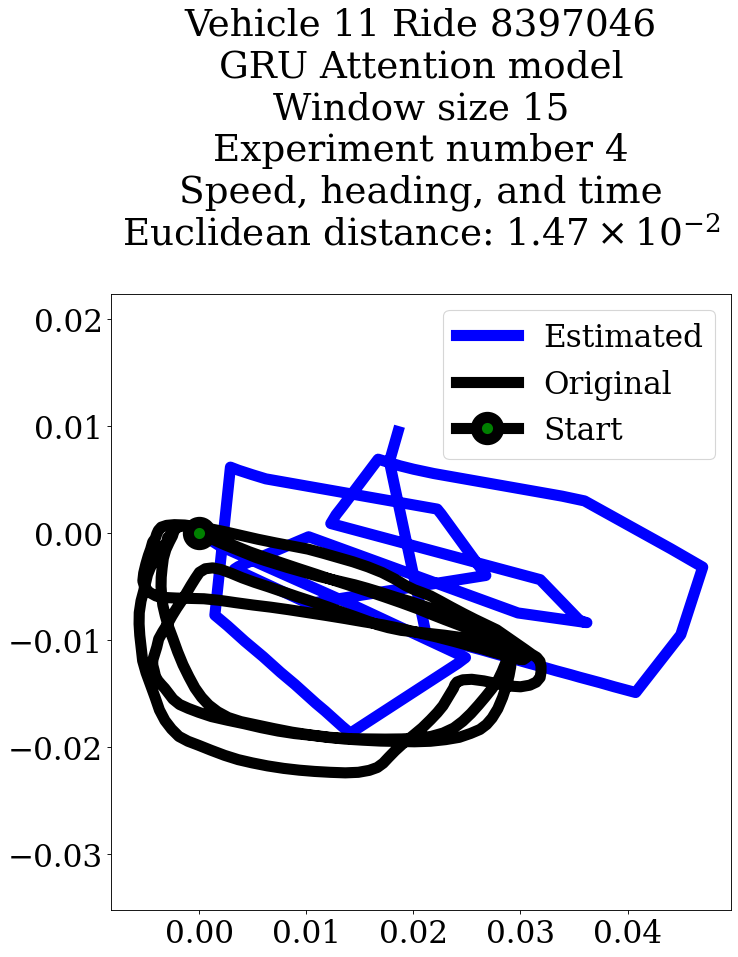 Vehicle 11 Ride 8397046
GRU Attention model
Window size 15
Experiment number 4
Speed, heading, and time
Euclidean distance: 1.47 × 10⁻²
Estimated
Original
Start
0.02
0.01
0.00
−0.01
−0.02
−0.03
0.00 0.01 0.02 0.03 0.04